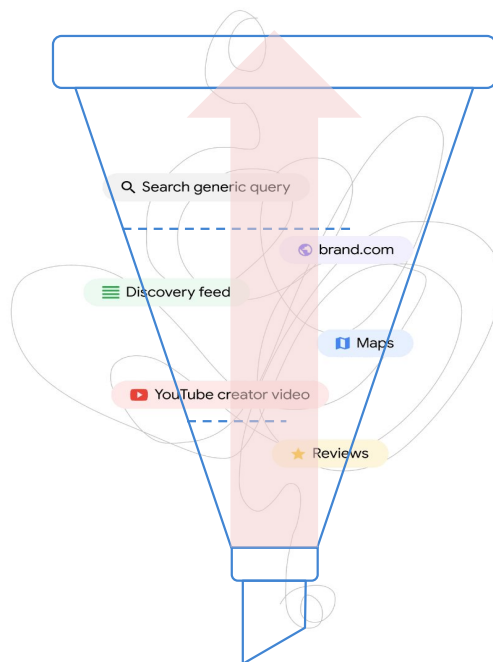 Search generic query
brand.com
Discovery feed
Maps
YouTube creator video
Reviews